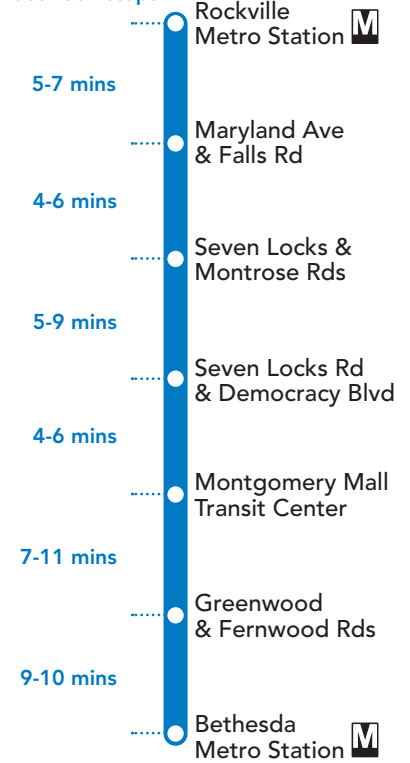 Rockville
Metro Station M
5-7 mins
Maryland Ave
& Falls Rd
4-6 mins
Seven Locks &
Montrose Rds
5-9 mins
Seven Locks Rd
& Democracy Blvd
4-6 mins
Montgomery Mall
Transit Center
7-11 mins
Greenwood
& Fernwood Rds
9-10 mins
Bethesda
Metro Station M